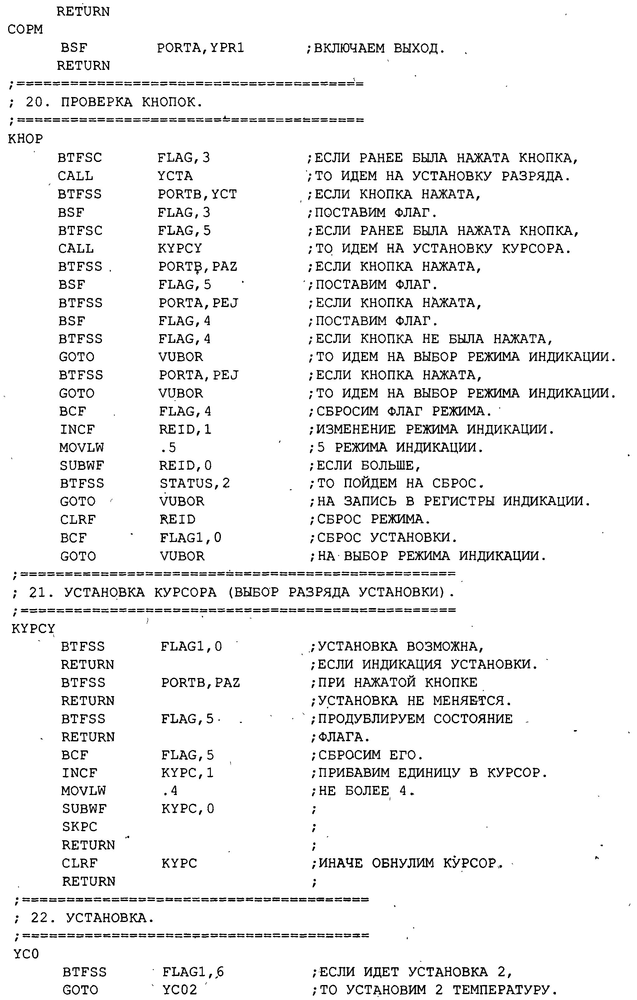 RETURN
COPM
BSF PORTA,YPR1 ;ВКЛЮЧАЕМ ВЫХОД.
RETURN
;=======================================
; 20. ПРОВЕРКА КНОПОК.
;=======================================
KHOP
BTFSC FLAG,3 ;ЕСЛИ РАНЕЕ БЫЛА НАЖАТА КНОПКА,
CALL YCTA ;ТО ИДЕМ НА УСТАНОВКУ РАЗРЯДА.
BTFSS PORTB,YCT ;ЕСЛИ КНОПКА НАЖАТА,
BSF FLAG,3 ;ПОСТАВИМ ФЛАГ.
BTFSC FLAG,5 ;ЕСЛИ РАНЕЕ БЫЛА НАЖАТА КНОПКА,
CALL KYPCY ;ТО ИДЕМ НА УСТАНОВКУ КУРСОРА.
BTFSS PORTB,PAZ ;ЕСЛИ КНОПКА НАЖАТА,
BSF FLAG,5 ;ПОСТАВИМ ФЛАГ.
BTFSS PORTA,PEJ ;ЕСЛИ КНОПКА НАЖАТА,
BSF FLAG,4 ;ПОСТАВИМ ФЛАГ.
BTFSS FLAG,4 ;ЕСЛИ КНОПКА НЕ БЫЛА НАЖАТА,
GOTO VUBOR ;ТО ИДЕМ НА ВЫБОР РЕЖИМА ИНДИКАЦИИ.
BTFSS PORTA,PEJ ;ЕСЛИ КНОПКА НАЖАТА,
GOTO VUBOR ;ТО ИДЕМ НА ВЫБОР РЕЖИМА ИНДИКАЦИИ.
BCF FLAG,4 ;СБРОСИМ ФЛАГ РЕЖИМА.
INCF REID,1 ;ИЗМЕНЕНИЕ РЕЖИМА ИНДИКАЦИИ.
MOVLW .5 ;5 РЕЖИМА ИНДИКАЦИИ.
SUBWF REID,0 ;ЕСЛИ БОЛЬШЕ,
BTFSS STATUS,2 ;ТО ПОЙДЕМ НА СБРОС.
GOTO VUBOR ;НА ЗАПИСЬ В РЕГИСТРЫ ИНДИКАЦИИ.
CLRF REID ;СБРОС РЕЖИМА.
BCF FLAG1,0 ;СБРОС УСТАНОВКИ.
GOTO VUBOR ;НА ВЫБОР РЕЖИМА ИНДИКАЦИИ.
;=================================================
; 21. УСТАНОВКА КУРСОРА (ВЫБОР РАЗРЯДА УСТАНОВКИ).
;=================================================
KYPCY
BTFSS FLAG1,0 ;УСТАНОВКА ВОЗМОЖНА,
RETURN ;ЕСЛИ ИНДИКАЦИЯ УСТАНОВКИ.
BTFSS PORTB,PAZ ;ПРИ НАЖАТОЙ КНОПКЕ
RETURN ;УСТАНОВКА НЕ МЕНЯЕТСЯ.
BTFSS FLAG,5 ;ПРОДУБЛИРУЕМ СОСТОЯНИЕ
RETURN ;ФЛАГА.
BCF FLAG,5 ;СБРОСИМ ЕГО.
INCF KYPC,1 ;ПРИБАВИМ ЕДИНИЦУ В КУРСОР.
MOVLW .4 ;НЕ БОЛЕЕ 4.
SUBWF KYPC,0 ;
SKPC ;
RETURN ;
CLRF KYPC ;ИНАЧЕ ОБНУЛИМ КУРСОР.
RETURN ;
;=======================================
; 22. УСТАНОВКА.
;=======================================
YC0
BTFSS FLAG1,6 ;ЕСЛИ ИДЕТ УСТАНОВКА 2,
GOTO YC02 ;ТО УСТАНОВИМ 2 ТЕМПЕРАТУРУ.